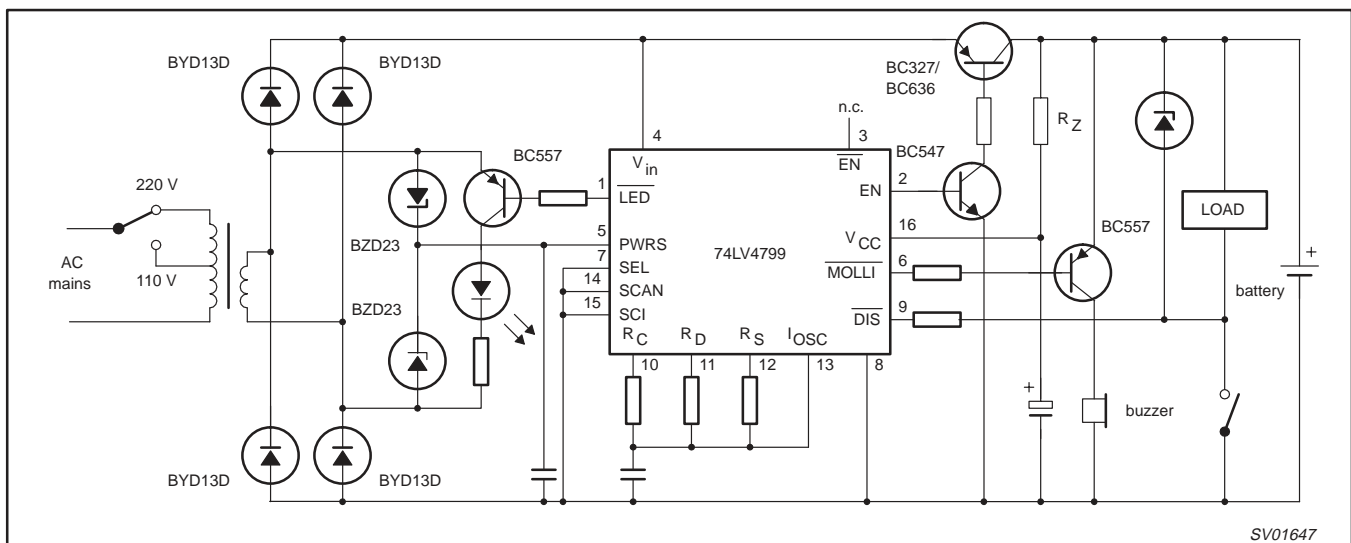 BYD13D
BYD13D
BC327/
BC636
n.c.
R Z
4
3
BC557
BC547
V in
EN
220 V
1
LED
EN
2
LOAD
BZD23
5
PWRS
16
V CC
BC557
7
SEL
74LV4799
AC
mains
110 V
14
SCAN
MOLLI
6
+
battery
15
SCI
BZD23
DIS
9
R C
R D
R S
I OSC
10
11
12
13
8
+
buzzer
BYD13D
BYD13D
SV01647